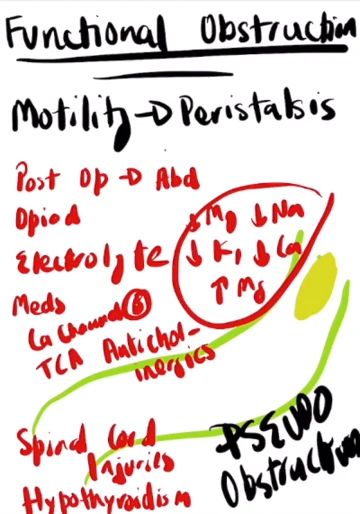 Functional Obstruction
Motility → Peristalsis
Post Op → Abd
Opiod
Electrolyte ↓Mg ↓Na
↓K, ↓Ca
↑Mg
Meds
Ca Channel Ⓑ
TCA Antichol-
inergics
Spinal Cord
Injuries
Hypothyroidism
PSEUDO
Obstruction